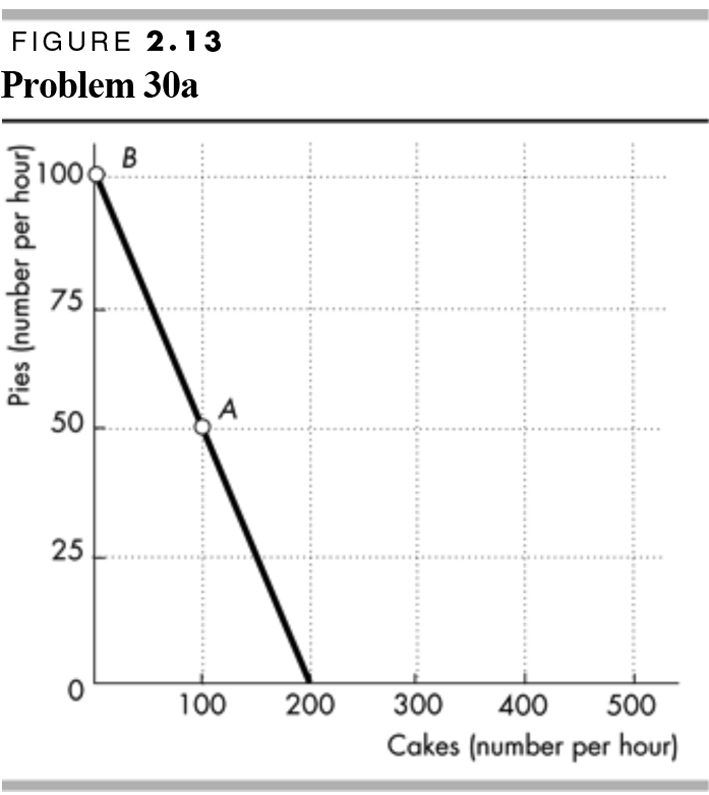 FIGURE 2.13
Problem 30a
Pies (number per hour)
100
B
75
A
50
25
0
100 200 300 400 500
Cakes (number per hour)